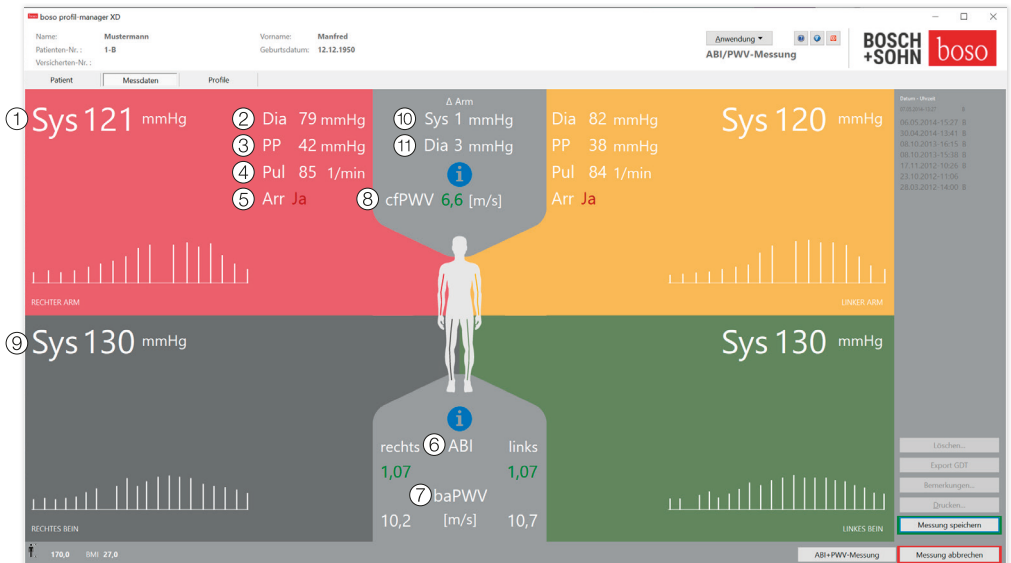 boso boso profil-manager XD
Name: Mustermann Vorname: Manfred
Patienten-Nr.: 1-B Geburtsdatum: 12.12.1950
Versicherten-Nr.:
Anwendung
ABI/PWV-Messung
BOSCH
+SOHN
boso
Patient Messdaten Profile
1 Sys 121 mmHg
2 Dia 79 mmHg
3 PP 42 mmHg
4 Pul 85 1/min
5 Arr Ja
Δ Arm
10 Sys 1 mmHg
11 Dia 3 mmHg
i
8 cfPWV 6,6 [m/s]
Dia 82 mmHg
PP 38 mmHg
Pul 84 1/min
Arr Ja
Sys 120 mmHg
RECHTER ARM
LINKER ARM
9 Sys 130 mmHg
Sys 130 mmHg
i
rechts 6 ABI links
1,07 1,07
7 baPWV
10,2 [m/s] 10,7
RECHTES BEIN
LINKES BEIN
Datum - Uhrzeit
06.05.2014-15:27 B
30.04.2014-13:41 B
08.10.2013-16:15 B
08.10.2013-15:38 B
17.11.2012-10:26 B
23.10.2012-11:06
28.03.2012-14:00 B
Löschen...
Export GDT
Bemerkungen...
Drucken...
Messung speichern
170,0 BMI 27,0
ABI+PWV-Messung
Messung abbrechen